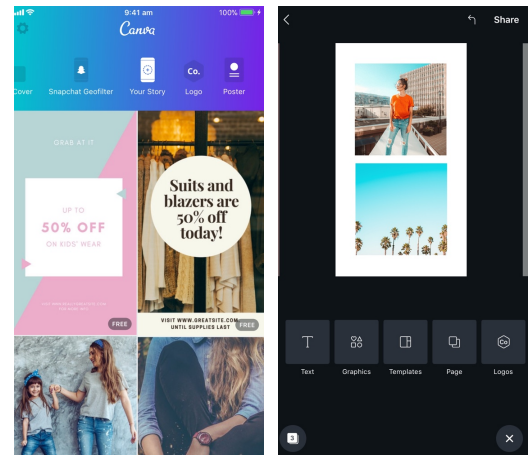 9:41 am
100%
Canva
Cover
Snapchat Geofilter
Your Story
Co.
Logo
Poster
GRAB AT IT
UP TO
50% OFF
ON KIDS' WEAR
FREE
Suits and
blazers are
50% off
today!
VISIT WWW.GREATSITE.COM
UNTIL SUPPLIES LAST
FREE
Share
T
Text
Graphics
Templates
Page
Co
Logos
3